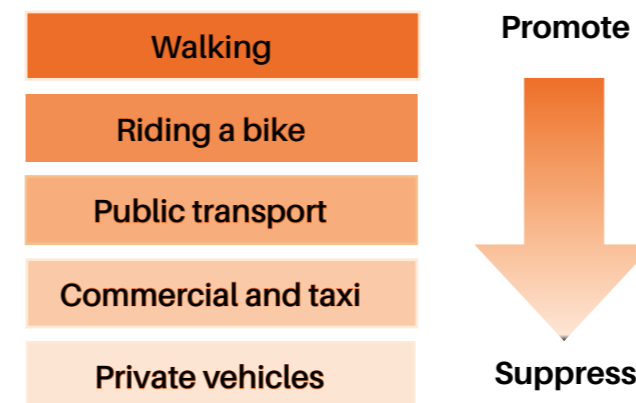 Walking
Riding a bike
Public transport
Commercial and taxi
Private vehicles
Promote
Suppress